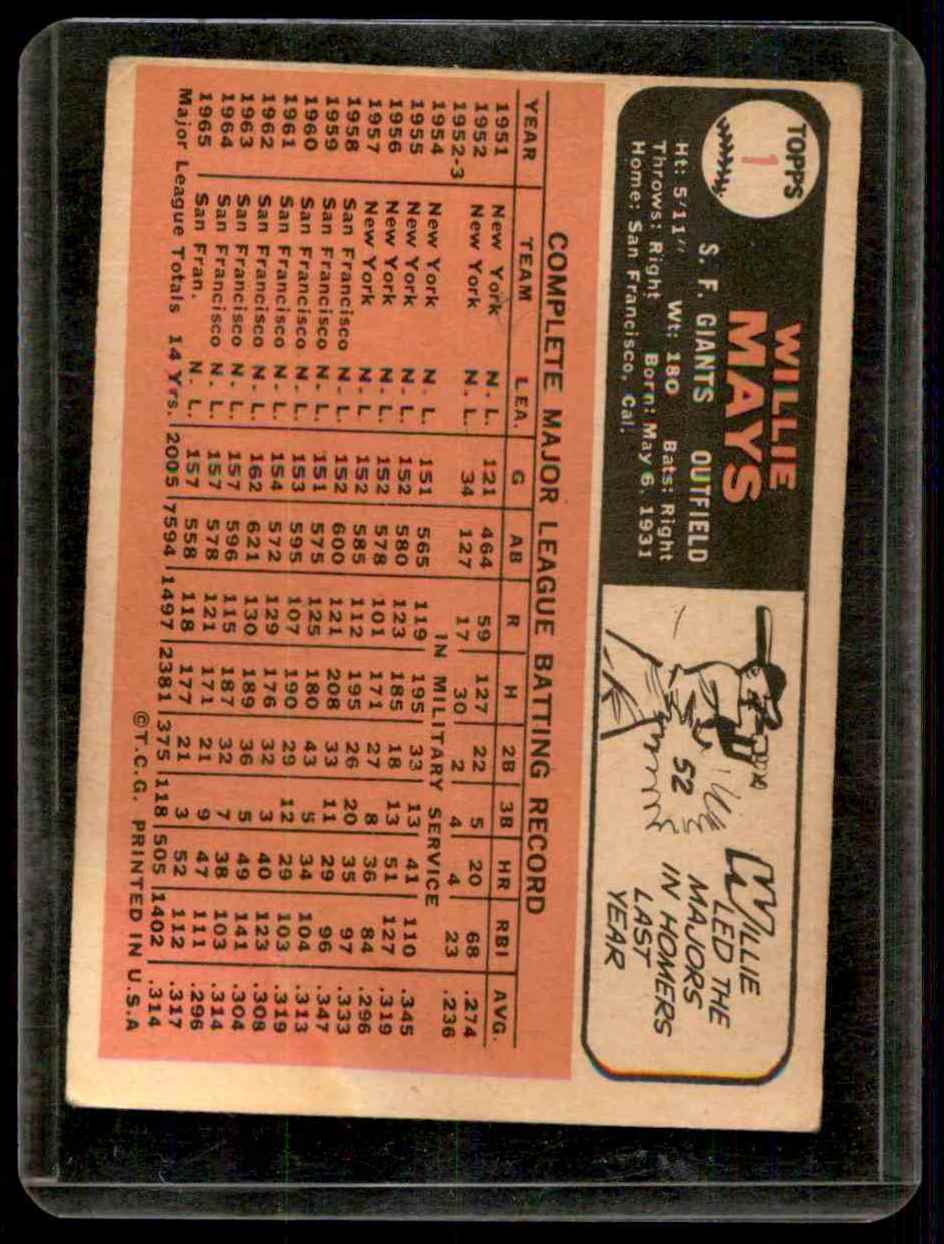 TOPPS
1
WILLIE
MAYS
S. F. GIANTS OUTFIELD
Ht: 5'11" Wt: 180 Bats: Right
Throws: Right Born: May 6, 1931
Home: San Francisco, Cal.
52
WILLIE
LED THE
MAJORS
IN HOMERS
LAST
YEAR
COMPLETE MAJOR LEAGUE BATTING RECORD
YEAR TEAM LEA. G AB R H 2B 3B HR RBI AVG.
1951 New York N. L. 121 464 59 127 22 5 20 68 .274
1952 New York N. L. 34 127 17 30 2 4 4 23 .236
1952-3 IN MILITARY SERVICE
1954 New York N. L. 151 565 119 195 33 13 41 110 .345
1955 New York N. L. 152 580 123 185 18 13 51 127 .319
1956 New York N. L. 152 578 101 171 27 8 36 84 .296
1957 New York N. L. 152 585 112 195 26 20 35 97 .333
1958 San Francisco N. L. 152 600 121 208 33 11 29 96 .347
1959 San Francisco N. L. 151 575 125 180 43 5 34 104 .313
1960 San Francisco N. L. 153 595 107 190 29 12 29 103 .319
1961 San Francisco N. L. 154 572 129 176 32 3 40 123 .308
1962 San Francisco N. L. 162 621 130 189 36 5 49 141 .304
1963 San Francisco N. L. 157 596 115 187 32 7 38 103 .314
1964 San Francisco N. L. 157 578 121 171 21 9 47 111 .296
1965 San Fran. N. L. 157 558 118 177 21 3 52 112 .317
Major League Totals 14 Yrs. 2005 7594 1497 2381 375 118 505 1402 .314
©T.C.G. PRINTED IN U.S.A